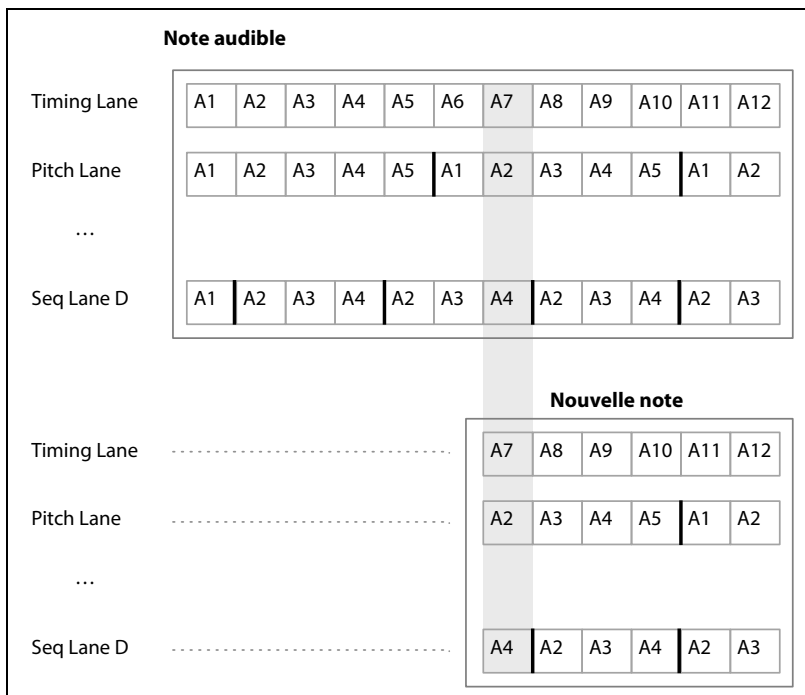 Note audible
Timing Lane A1 A2 A3 A4 A5 A6 A7 A8 A9 A10 A11 A12
Pitch Lane A1 A2 A3 A4 A5 A1 A2 A3 A4 A5 A1 A2
...
Seq Lane D A1 A2 A3 A4 A2 A3 A4 A2 A3 A4 A2 A3
Nouvelle note
Timing Lane A7 A8 A9 A10 A11 A12
Pitch Lane A2 A3 A4 A5 A1 A2
...
Seq Lane D A4 A2 A3 A4 A2 A3